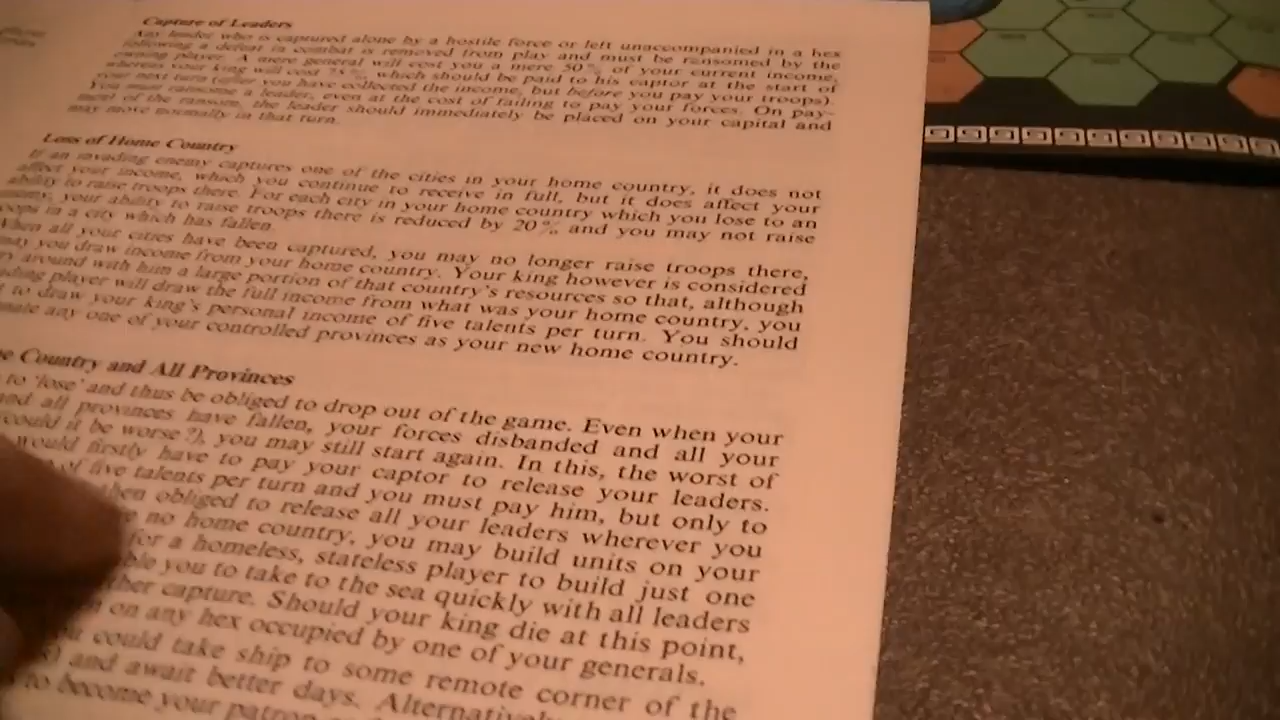 Capture of Leaders
Any leader who is captured alone by a hostile force or left unaccompanied in a hex
following a defeat in combat is removed from play and must be ransomed by the
owning player. A mere general will cost you a mere 50% of your current income,
whereas your king will cost 75%, which should be paid to his captor at the start of
your next turn (after you have collected the income, but before you pay your troops).
You must ransome a leader, even at the cost of failing to pay your forces. On pay-
ment of the ransom, the leader should immediately be placed on your capital and
may move normally in that turn.
Loss of Home Country
If an invading enemy captures one of the cities in your home country, it does not
affect your income, which you continue to receive in full, but it does affect your
ability to raise troops there. For each city in your home country which you lose to an
enemy, your ability to raise troops there is reduced by 20% and you may not raise
troops in a city which has fallen.
When all your cities have been captured, you may no longer raise troops there,
may you draw income from your home country. Your king however is considered
around with him a large portion of that country's resources so that, although
player will draw the full income from what was your home country, you
to draw your king's personal income of five talents per turn. You should
any one of your controlled provinces as your new home country.
Country and All Provinces
to 'lose' and thus be obliged to drop out of the game. Even when your
and all provinces have fallen, your forces disbanded and all your
could it be worse?), you may still start again. In this, the worst of
would firstly have to pay your captor to release your leaders.
of five talents per turn and you must pay him, but only to
then obliged to release all your leaders wherever you
no home country, you may build units on your
for a homeless, stateless player to build just one
you to take to the sea quickly with all leaders
capture. Should your king die at this point,
on any hex occupied by one of your generals.
could take ship to some remote corner of the
and await better days. Alternatively
to become your patron